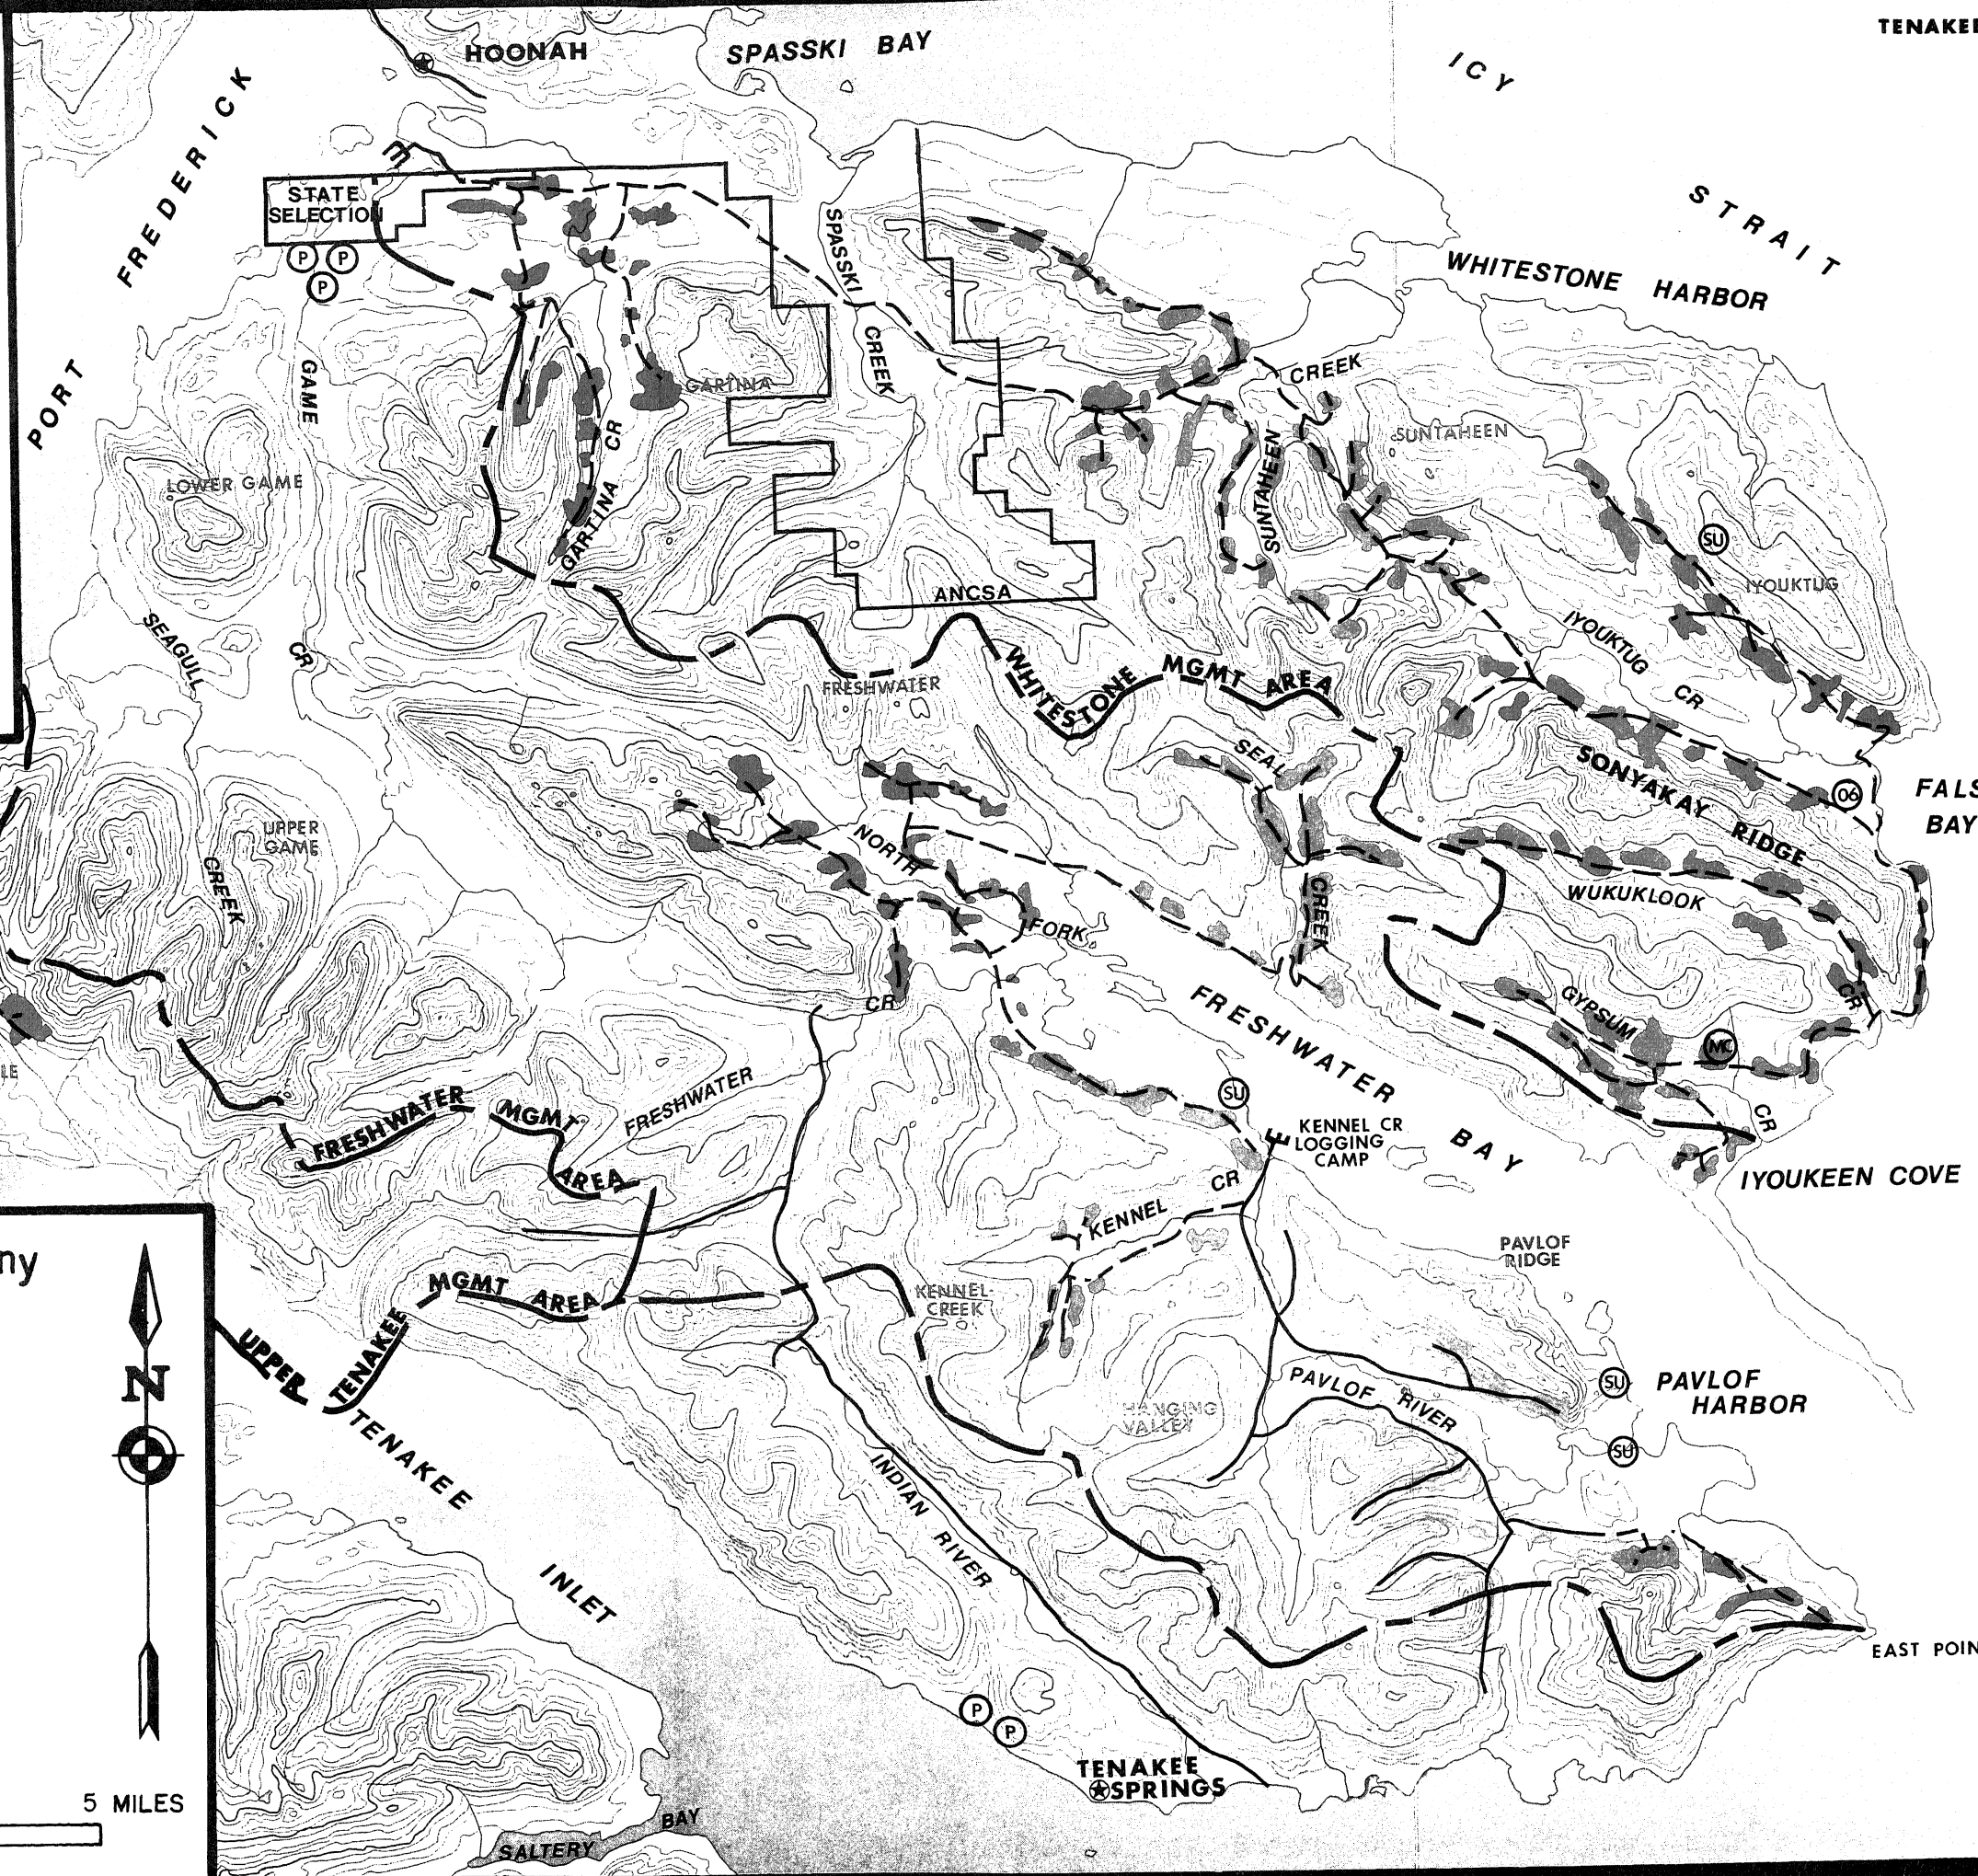 TENAKEE
HOONAH
SPASSKI BAY
ICY
STRAIT
PORT FREDERICK
STATE
SELECTION
P
P
P
SPASSKI
CREEK
WHITESTONE HARBOR
GAME
CR
GARTINA
GARTINA CR
CREEK
SUNTAHEEN
SUNTAHEEN
LOWER GAME
SU
IYOUKTUG
ANCSA
SEAGULL
CREEK
IYOUKTUG CR
FRESHWATER
WHITESTONE MGMT AREA
SEAL
CREEK
SONYAKAY RIDGE
06
FALS
BAY
UPPER
GAME
NORTH
FORK
CR
WUKUKLOOK
CR
GYPSUM
CR
MC
FRESHWATER
BAY
LE
FRESHWATER MGMT
AREA
FRESHWATER
SU
KENNEL CR
LOGGING
CAMP
IYOUKEEN COVE
KENNEL
CR
PAVLOF
RIDGE
ny
N
5 MILES
UPPER TENAKEE
MGMT AREA
KENNEL
CREEK
HANGING
VALLEY
PAVLOF RIVER
SU
PAVLOF
HARBOR
SU
TENAKEE
INLET
INDIAN RIVER
EAST POIN
P
P
TENAKEE
SPRINGS
SALTERY
BAY